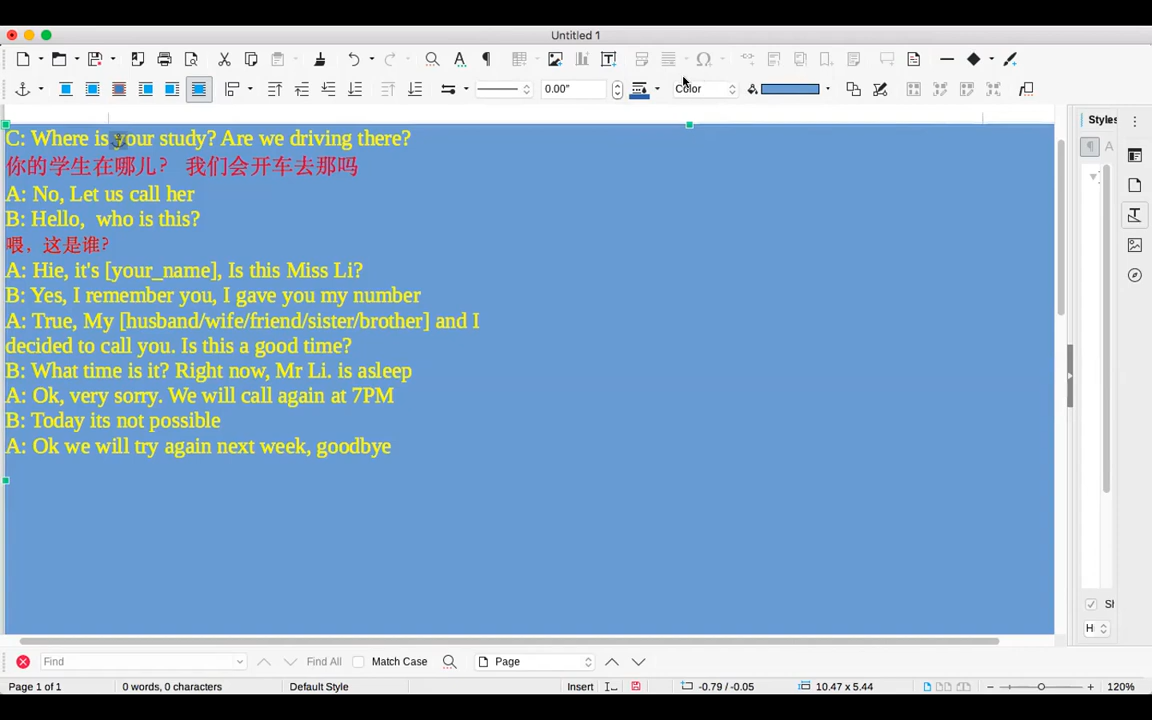 Untitled 1
0.00"
Color
Styles
C: Where is your study? Are we driving there?
你的学生在哪儿? 我们会开车去那吗
A: No, Let us call her
B: Hello,  who is this?
喂，这是谁?
A: Hie, it's [your_name], Is this Miss Li?
B: Yes, I remember you, I gave you my number
A: True, My [husband/wife/friend/sister/brother] and I
decided to call you. Is this a good time?
B: What time is it? Right now, Mr Li. is asleep
A: Ok, very sorry. We will call again at 7PM
B: Today its not possible
A: Ok we will try again next week, goodbye
Sh
H
Find
Find All
Match Case
Page
Page 1 of 1
0 words, 0 characters
Default Style
Insert
-0.79 / -0.05
10.47 x 5.44
120%